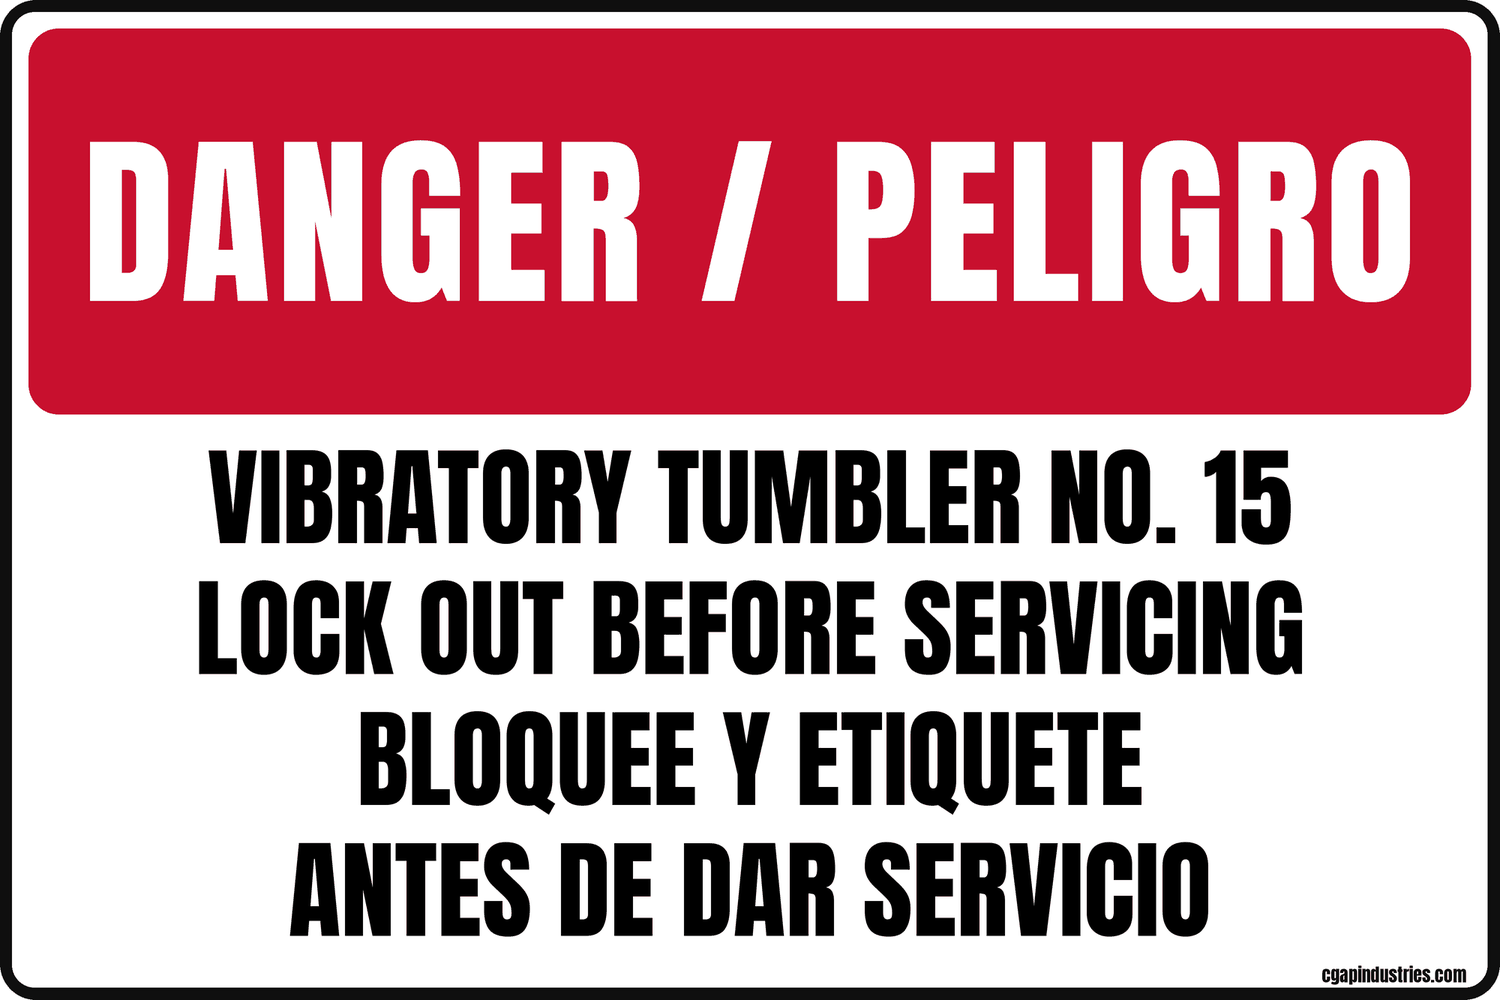 DANGER / PELIGRO
VIBRATORY TUMBLER NO. 15
LOCK OUT BEFORE SERVICING
BLOQUEE Y ETIQUETE
ANTES DE DAR SERVICIO
cgapindustries.com